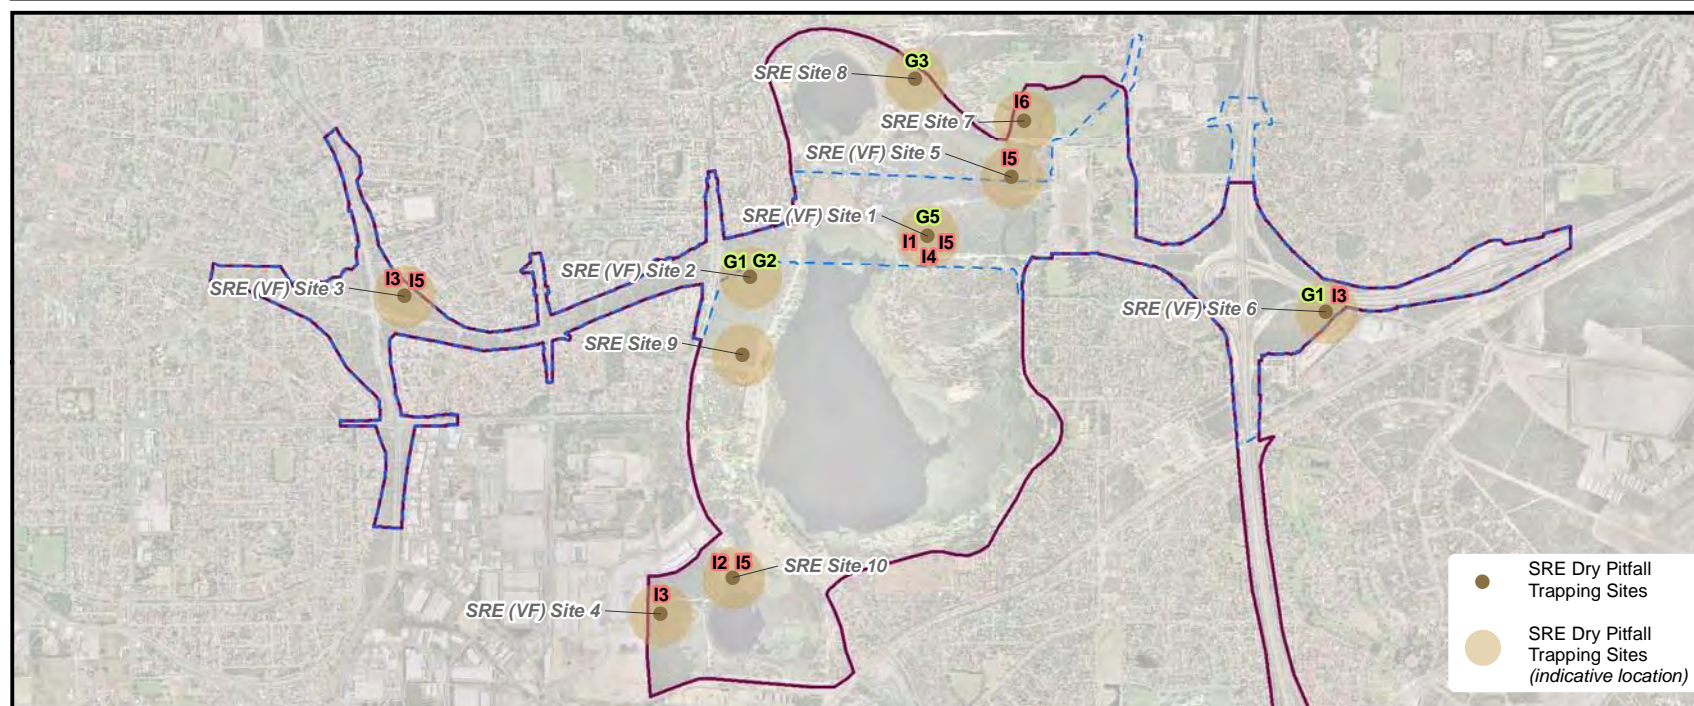 G3
SRE Site 8
I6
SRE Site 7
SRE (VF) Site 5
I5
SRE (VF) Site 1
G5
I1 I5
I4
G1 G2
SRE (VF) Site 2
I3 I5
SRE (VF) Site 3
G1 I3
SRE (VF) Site 6
SRE Site 9
I2 I5
SRE Site 10
I3
SRE (VF) Site 4
SRE Dry Pitfall
Trapping Sites
SRE Dry Pitfall
Trapping Sites
(indicative location)